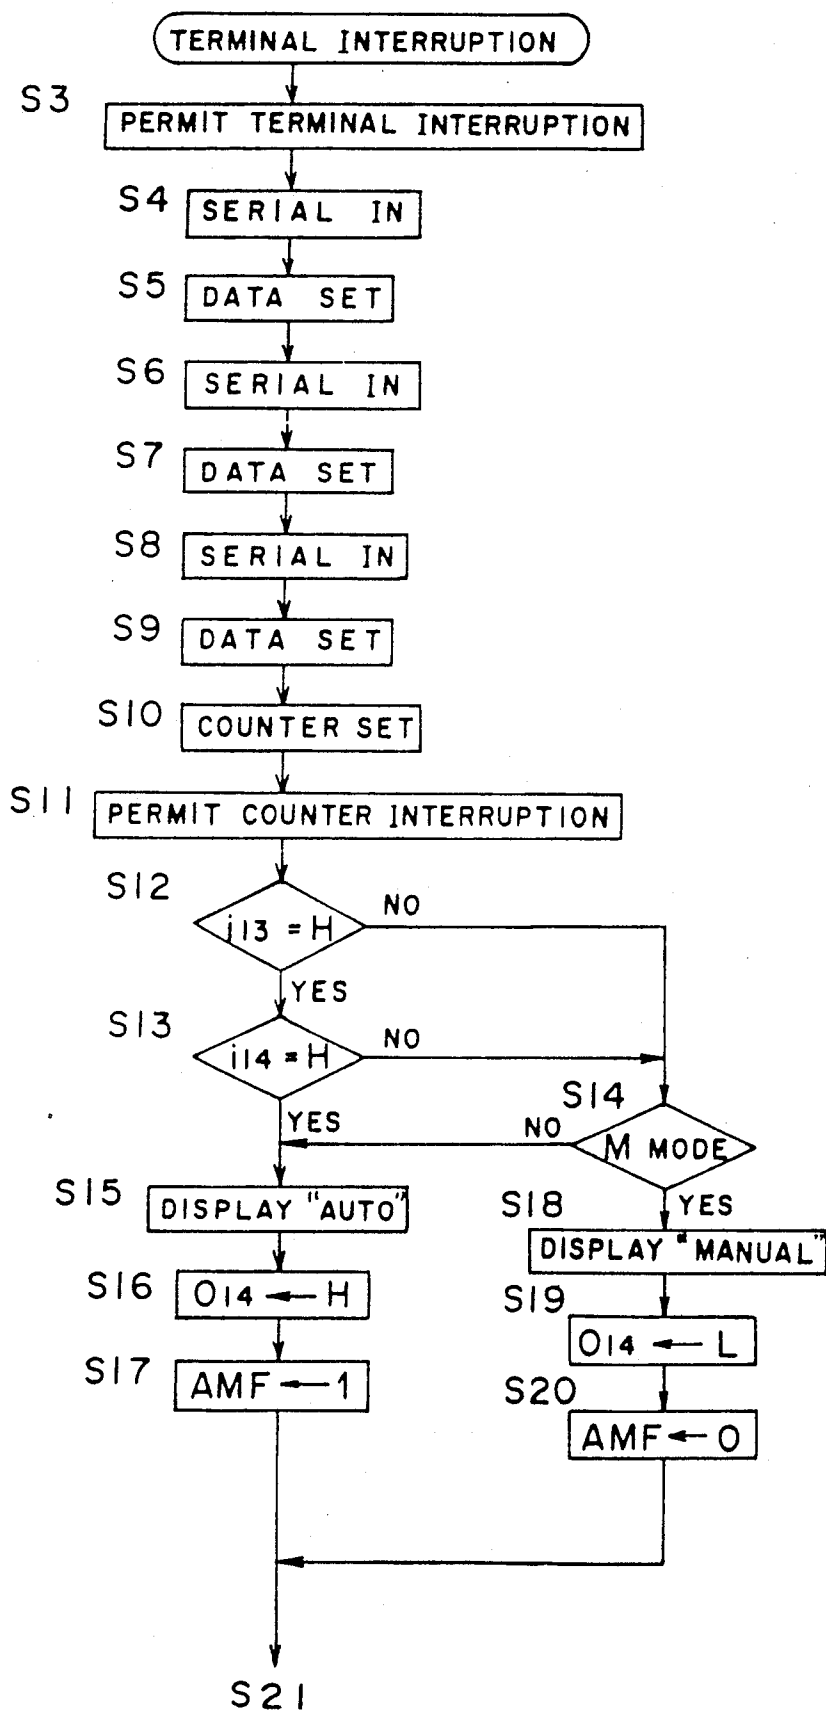 TERMINAL INTERRUPTION
S3
PERMIT TERMINAL INTERRUPTION
S4
SERIAL IN
S5
DATA SET
S6
SERIAL IN
S7
DATA SET
S8
SERIAL IN
S9
DATA SET
S10
COUNTER SET
S11
PERMIT COUNTER INTERRUPTION
S12
j13 = H
NO
YES
S13
i14 = H
NO
YES
S14
M MODE
NO
YES
S15
DISPLAY "AUTO"
S16
O14 ← H
S17
AMF ← 1
S18
DISPLAY "MANUAL"
S19
O14 ← L
S20
AMF ← O
S21